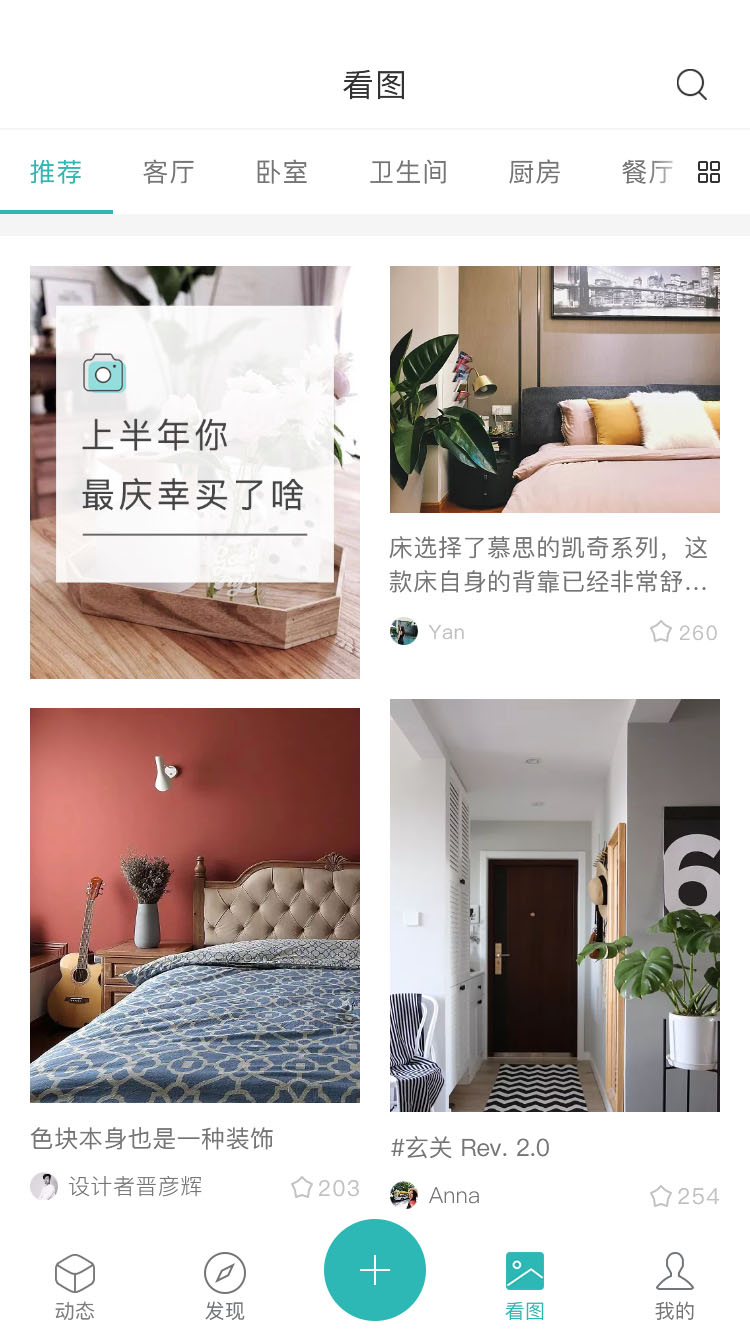 看图
推荐 客厅 卧室 卫生间 厨房 餐厅
上半年你
最庆幸买了啥
床选择了慕思的凯奇系列，这
款床自身的背靠已经非常舒...
Yan 260
6
色块本身也是一种装饰
设计者晋彦辉 203
#玄关 Rev. 2.0
Anna 254
动态 发现 看图 我的